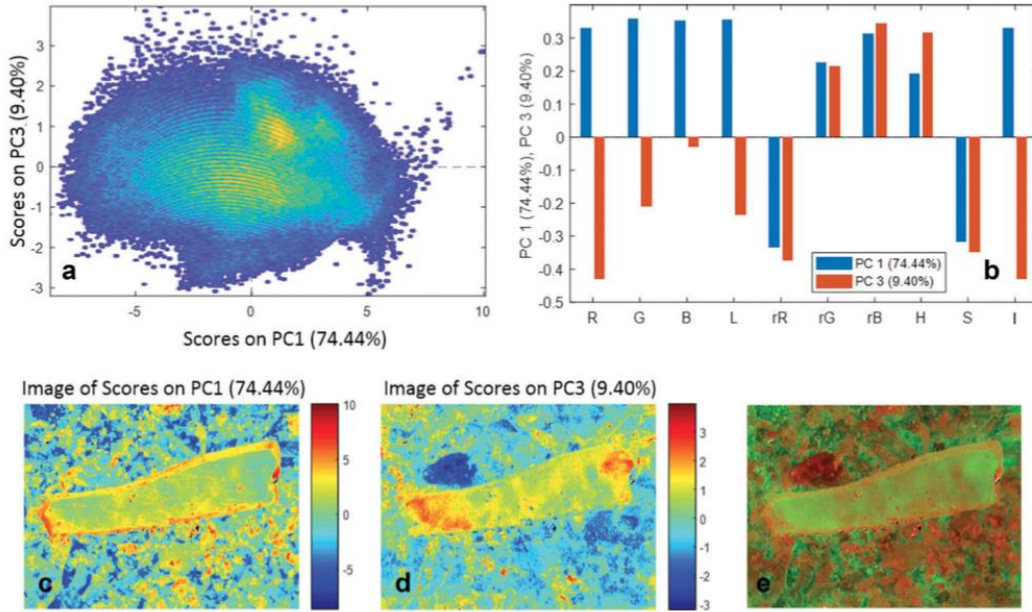 Scores on PC3, (9.40%)
3
2
1
0
-1
-2
-3
-5
0
5
10
Scores on PC1 (74.44%)
a
PC 1 (74.44%), PC 3 (9.40%)
0.3
0.2
0.1
0
-0.1
-0.2
-0.3
-0.4
-0.5
R G B L rR rG rB H S I
PC 1 (74.44%)
PC 3 (9.40%)
b
Image of Scores on PC1 (74.44%)
10
5
0
-5
c
Image of Scores on PC3 (9.40%)
3
2
1
0
-1
-2
-3
d
e